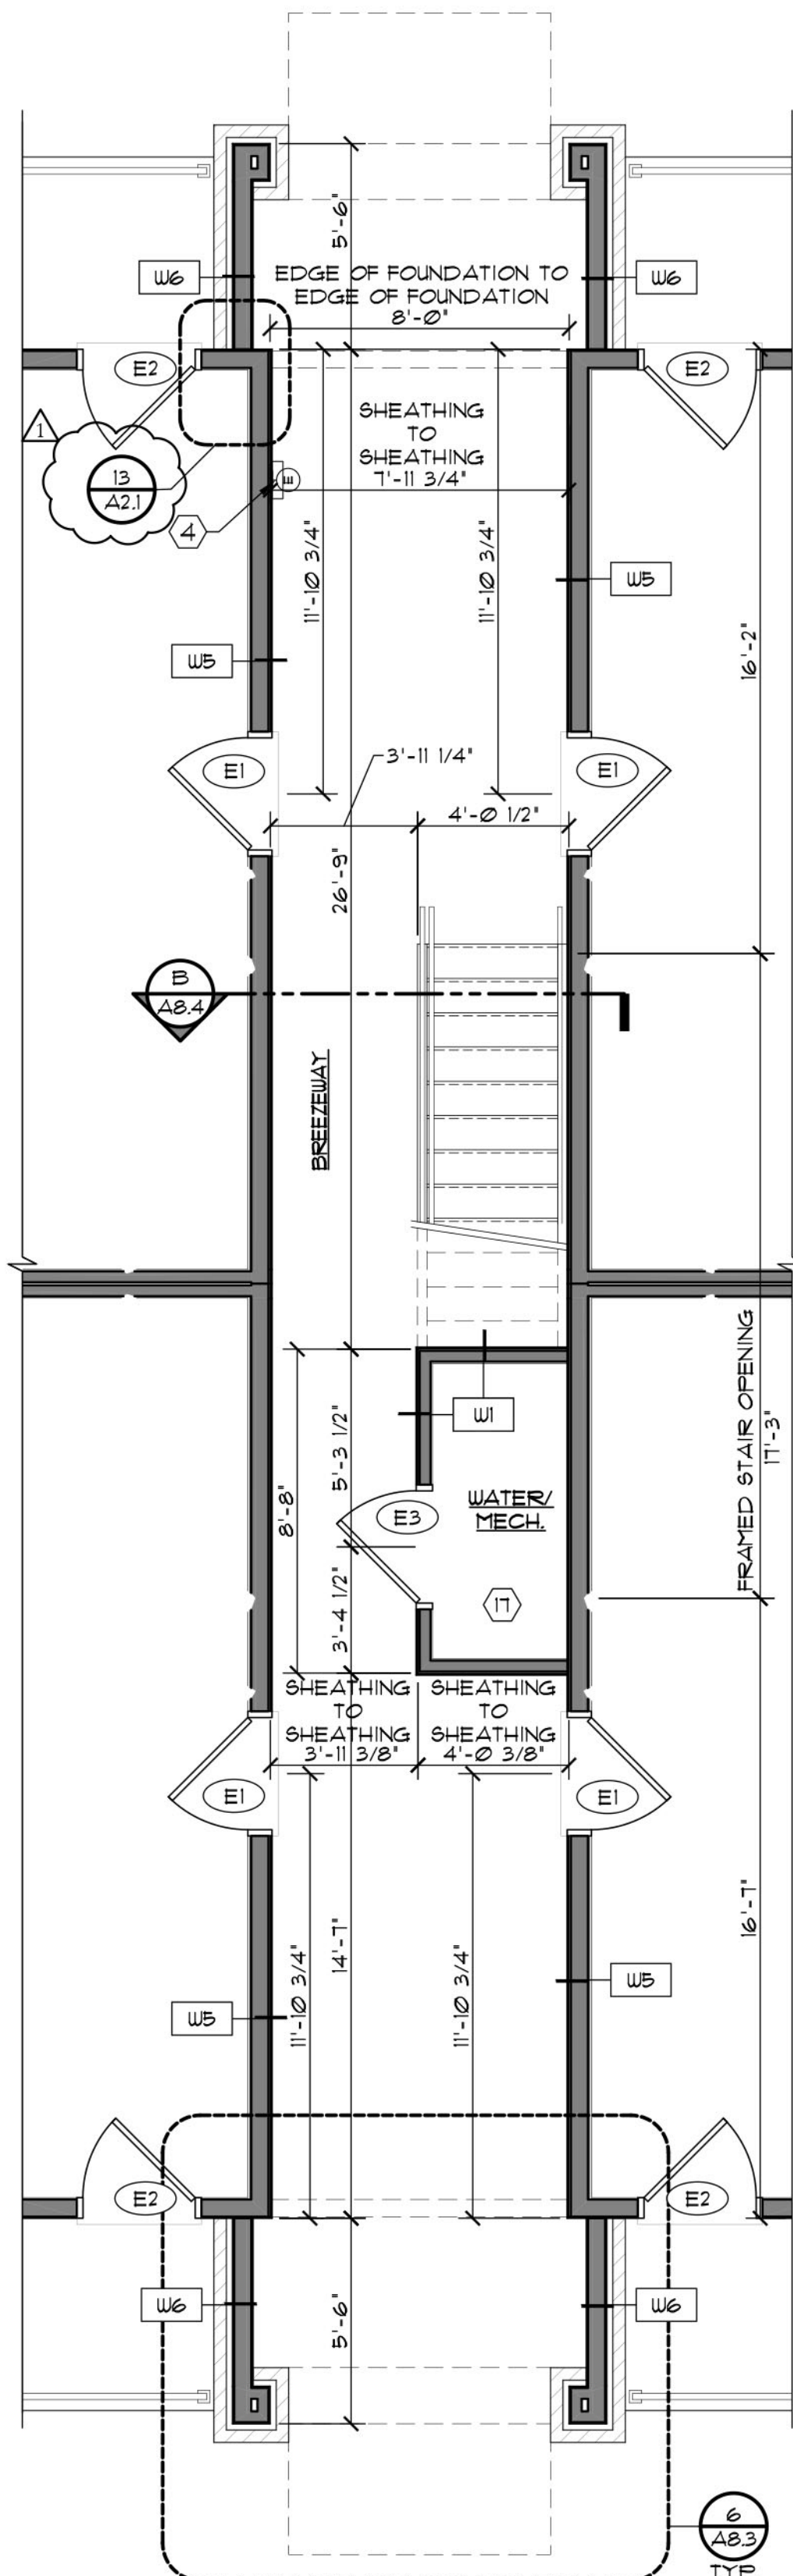 5'-6"
W6
EDGE OF FOUNDATION TO
EDGE OF FOUNDATION
8'-0"
W6
E2
E2
1
13
A2.1
4
SHEATHING
TO
SHEATHING
7'-11 3/4"
E
11'-10 3/4"
11'-10 3/4"
W5
W5
16'-2"
E1
3'-11 1/4"
E1
4'-0 1/2"
26'-9"
B
A8.4
BREEZEWAY
W1
5'-3 1/2"
8'-8"
E3
WATER/
MECH.
17
3'-4 1/2"
FRAMED STAIR OPENING
17'-3"
SHEATHING
TO
SHEATHING
3'-11 3/8"
SHEATHING
TO
SHEATHING
4'-0 3/8"
E1
E1
16'-7"
14'-7"
11'-10 3/4"
11'-10 3/4"
W5
W5
E2
E2
W6
W6
5'-6"
6
A8.3
TYP